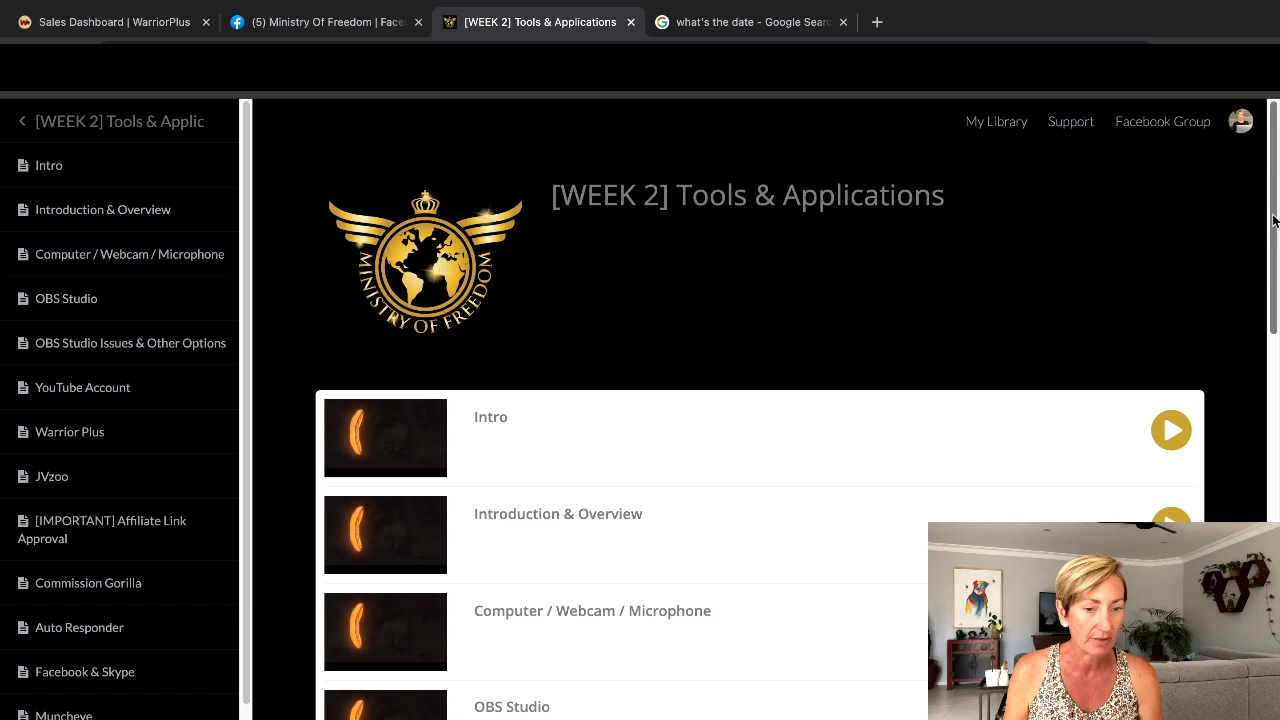 Sales Dashboard | WarriorPlus
(5) Ministry Of Freedom | Face
[WEEK 2] Tools & Applications
what's the date - Google Sear
[WEEK 2] Tools & Applic
My Library
Support
Facebook Group
Intro
Introduction & Overview
Computer / Webcam / Microphone
OBS Studio
OBS Studio Issues & Other Options
YouTube Account
Warrior Plus
JVzoo
[IMPORTANT] Affiliate Link
Approval
Commission Gorilla
Auto Responder
Facebook & Skype
Muncheye
[WEEK 2] Tools & Applications
MINISTRY OF FREEDOM
Intro
Introduction & Overview
Computer / Webcam / Microphone
OBS Studio